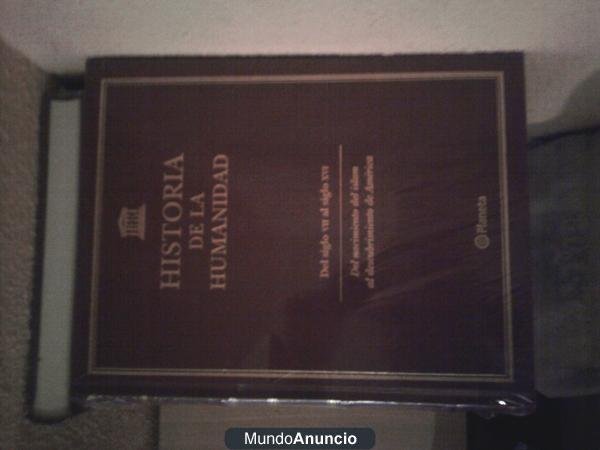 HISTORIA
DE LA
HUMANIDAD
Del siglo VII al siglo XVI
Del nacimiento del islam
al descubrimiento de América
Planeta
MundoAnuncio